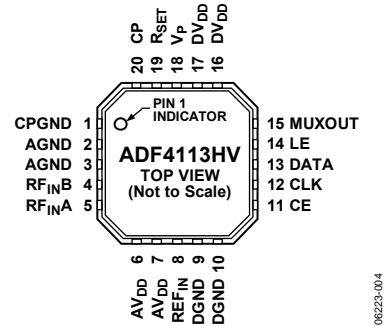 20 CP
19 RSET
18 VP
17 DVDD
16 DVDD
PIN 1
INDICATOR
CPGND 1
AGND 2
AGND 3
RFINB 4
RFINA 5
ADF4113HV
TOP VIEW
(Not to Scale)
15 MUXOUT
14 LE
13 DATA
12 CLK
11 CE
AVDD 6
AVDD 7
REFIN 8
DGND 9
DGND 10
06223-004